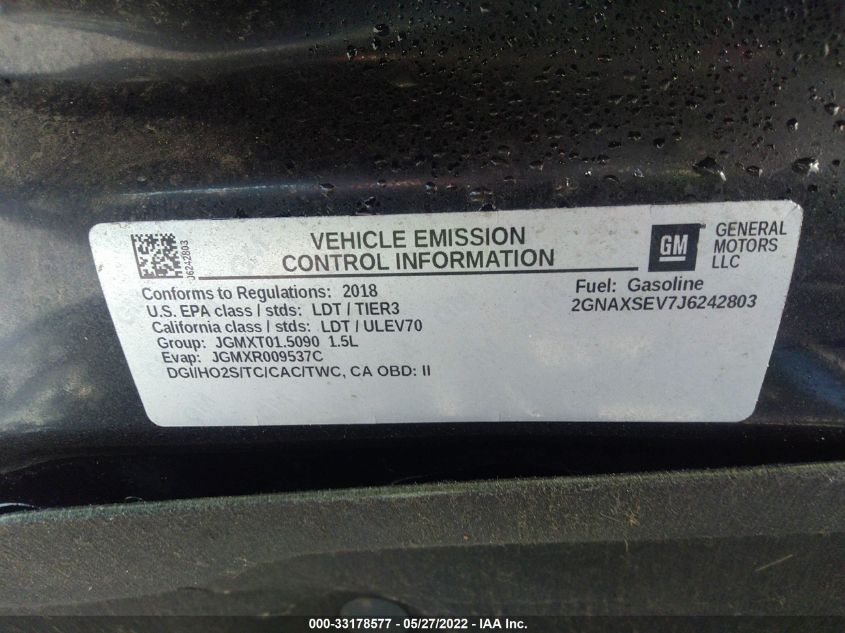 J6242803
VEHICLE EMISSION
CONTROL INFORMATION
GM
GENERAL
MOTORS
LLC
Conforms to Regulations: 2018
U.S. EPA class / stds: LDT / TIER3
California class / stds: LDT / ULEV70
Group: JGMXT01.5090 1.5L
Evap: JGMXR009537C
DGI/HO2S/TC/CAC/TWC, CA OBD: II
Fuel: Gasoline
2GNAXSEV7J6242803
000-33178577 - 05/27/2022 - IAA Inc.